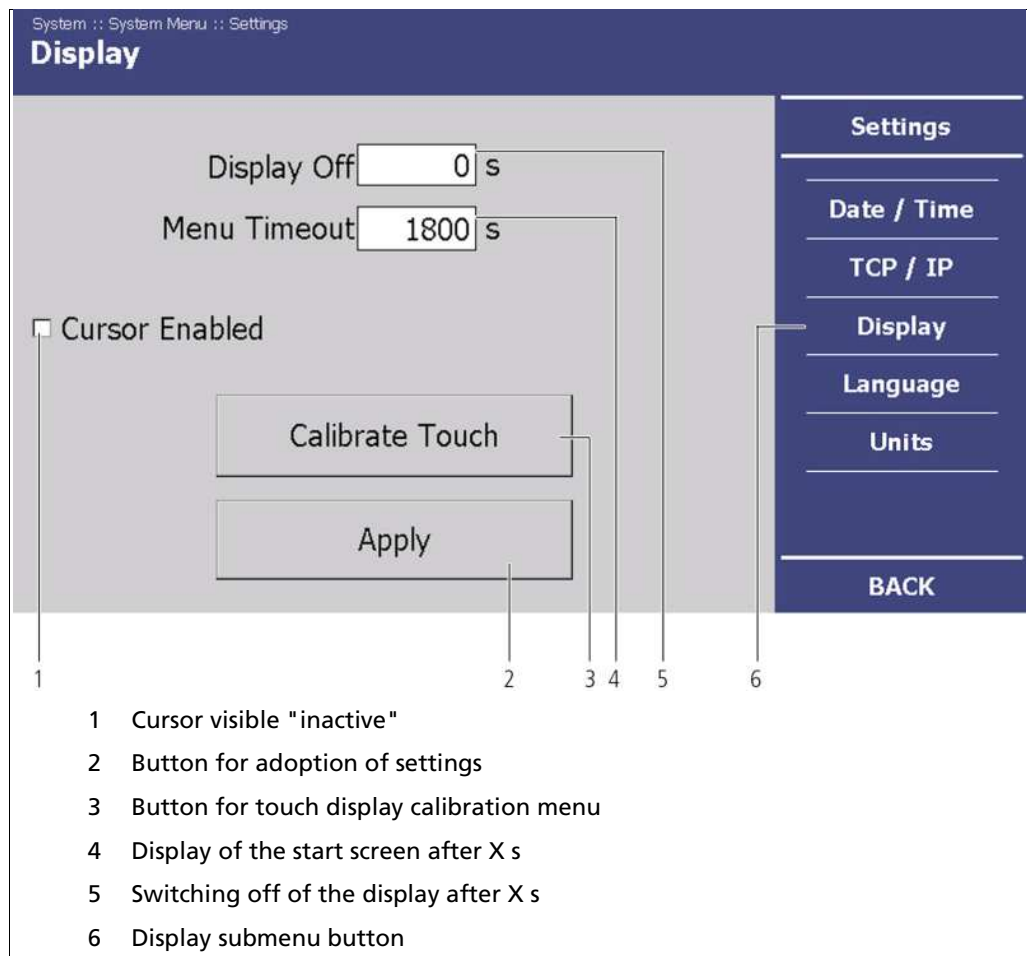 System :: System Menu :: Settings
Display
Settings
Display Off 0 s
Date / Time
Menu Timeout 1800 s
TCP / IP
Cursor Enabled
Display
Language
Calibrate Touch
Units
Apply
BACK
1 2 3 4 5 6
1 Cursor visible "inactive"
2 Button for adoption of settings
3 Button for touch display calibration menu
4 Display of the start screen after X s
5 Switching off of the display after X s
6 Display submenu button